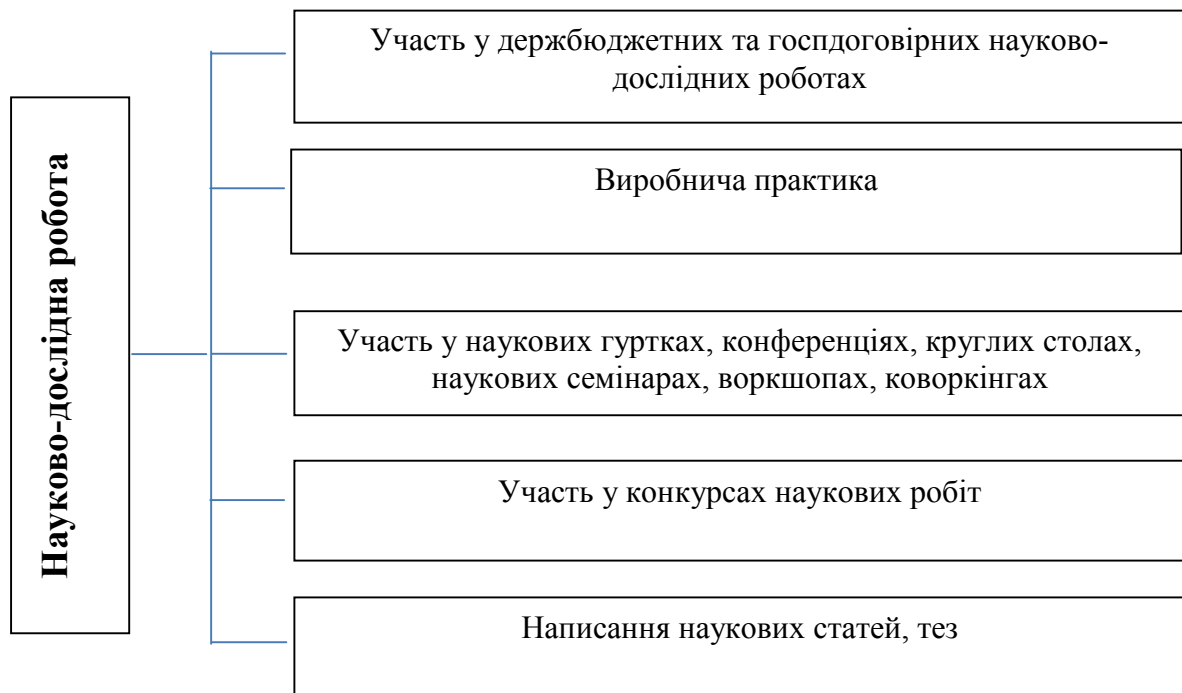 Науково-дослідна робота
Участь у держбюджетних та госпдоговірних науково-
дослідних роботах
Виробнича практика
Участь у наукових гуртках, конференціях, круглих столах,
наукових семінарах, воркшопах, коворкінгах
Участь у конкурсах наукових робіт
Написання наукових статей, тез